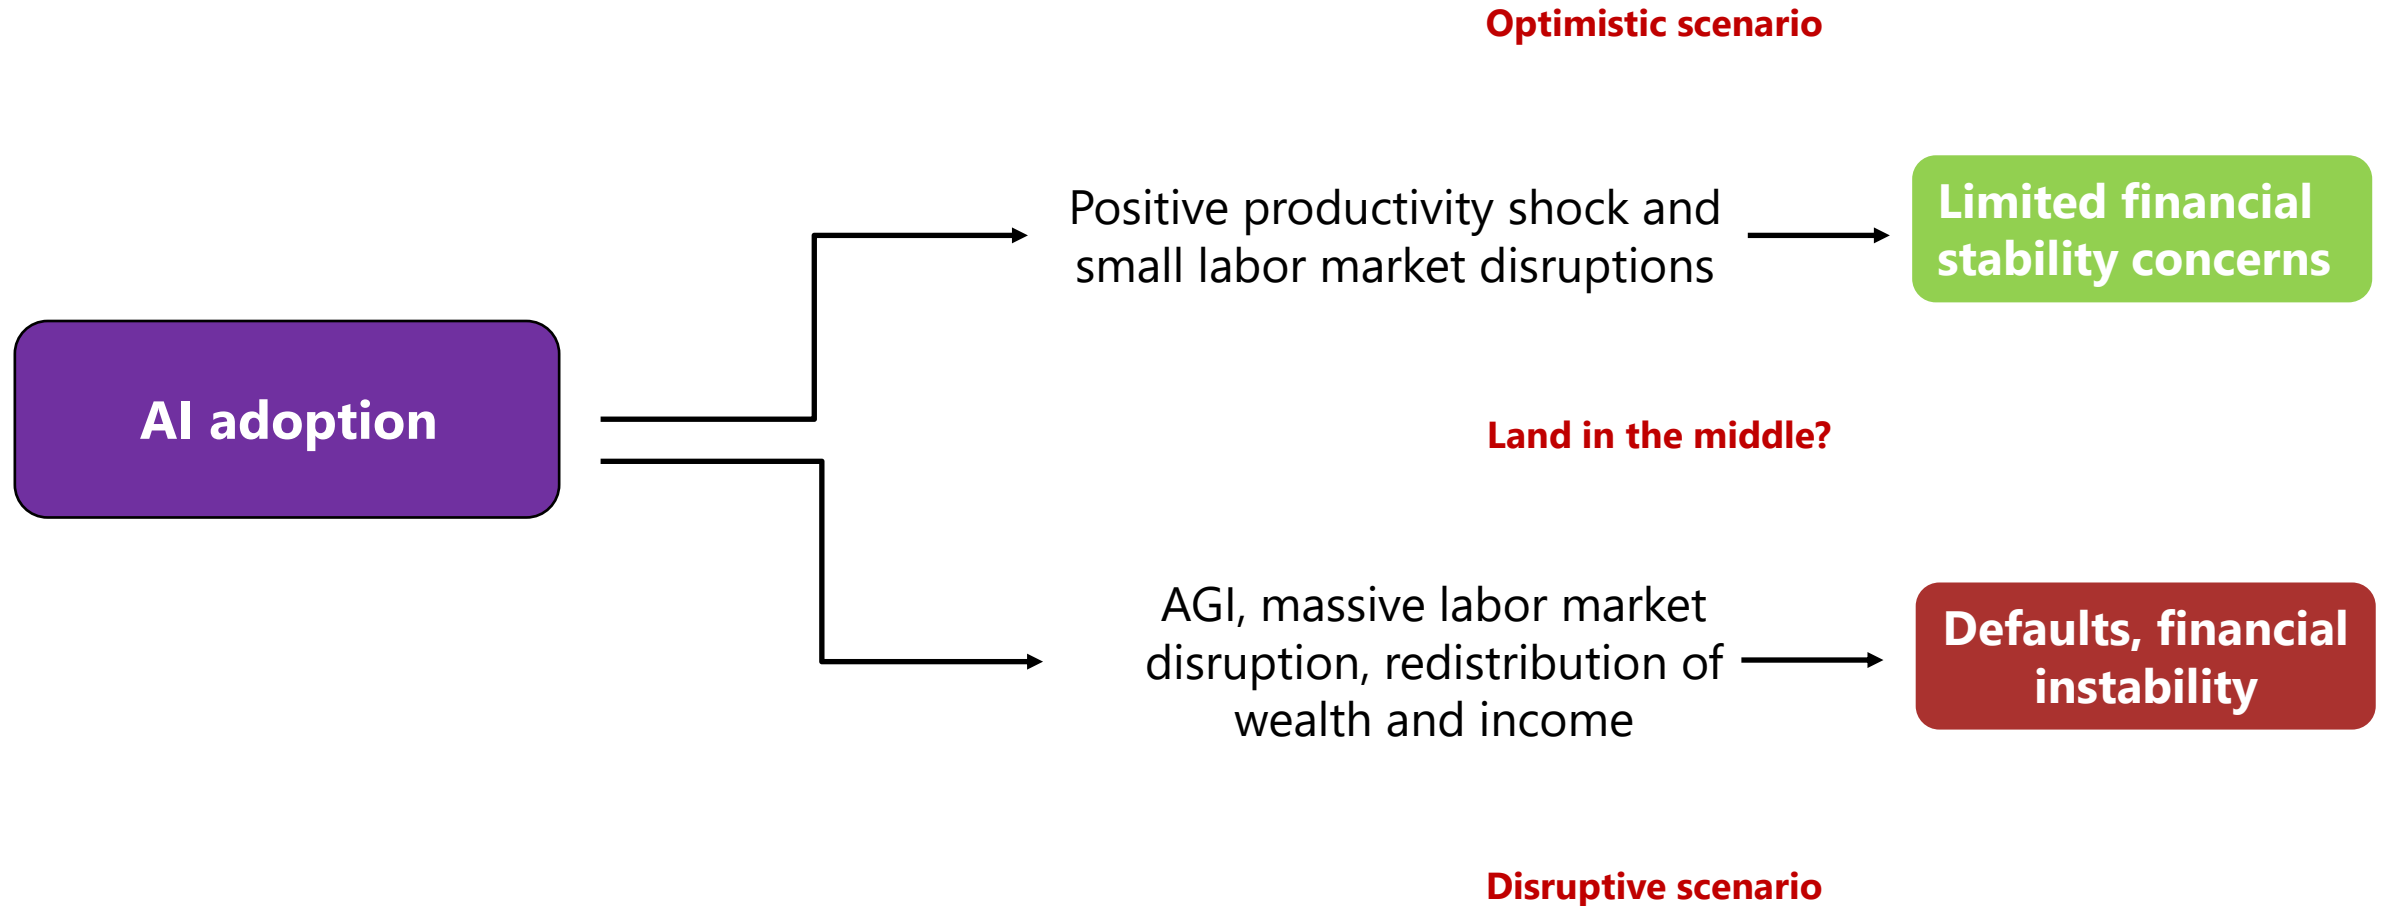 Optimistic scenario
Positive productivity shock and
small labor market disruptions
Limited financial
stability concerns
AI adoption
Land in the middle?
AGI, massive labor market
disruption, redistribution of
wealth and income
Defaults, financial
instability
Disruptive scenario